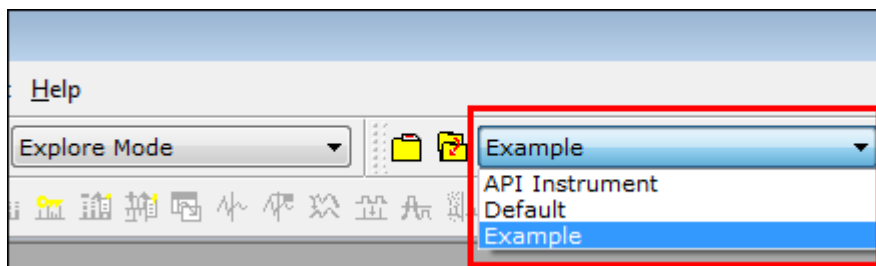 Help
Explore Mode
Example
API Instrument
Default
Example